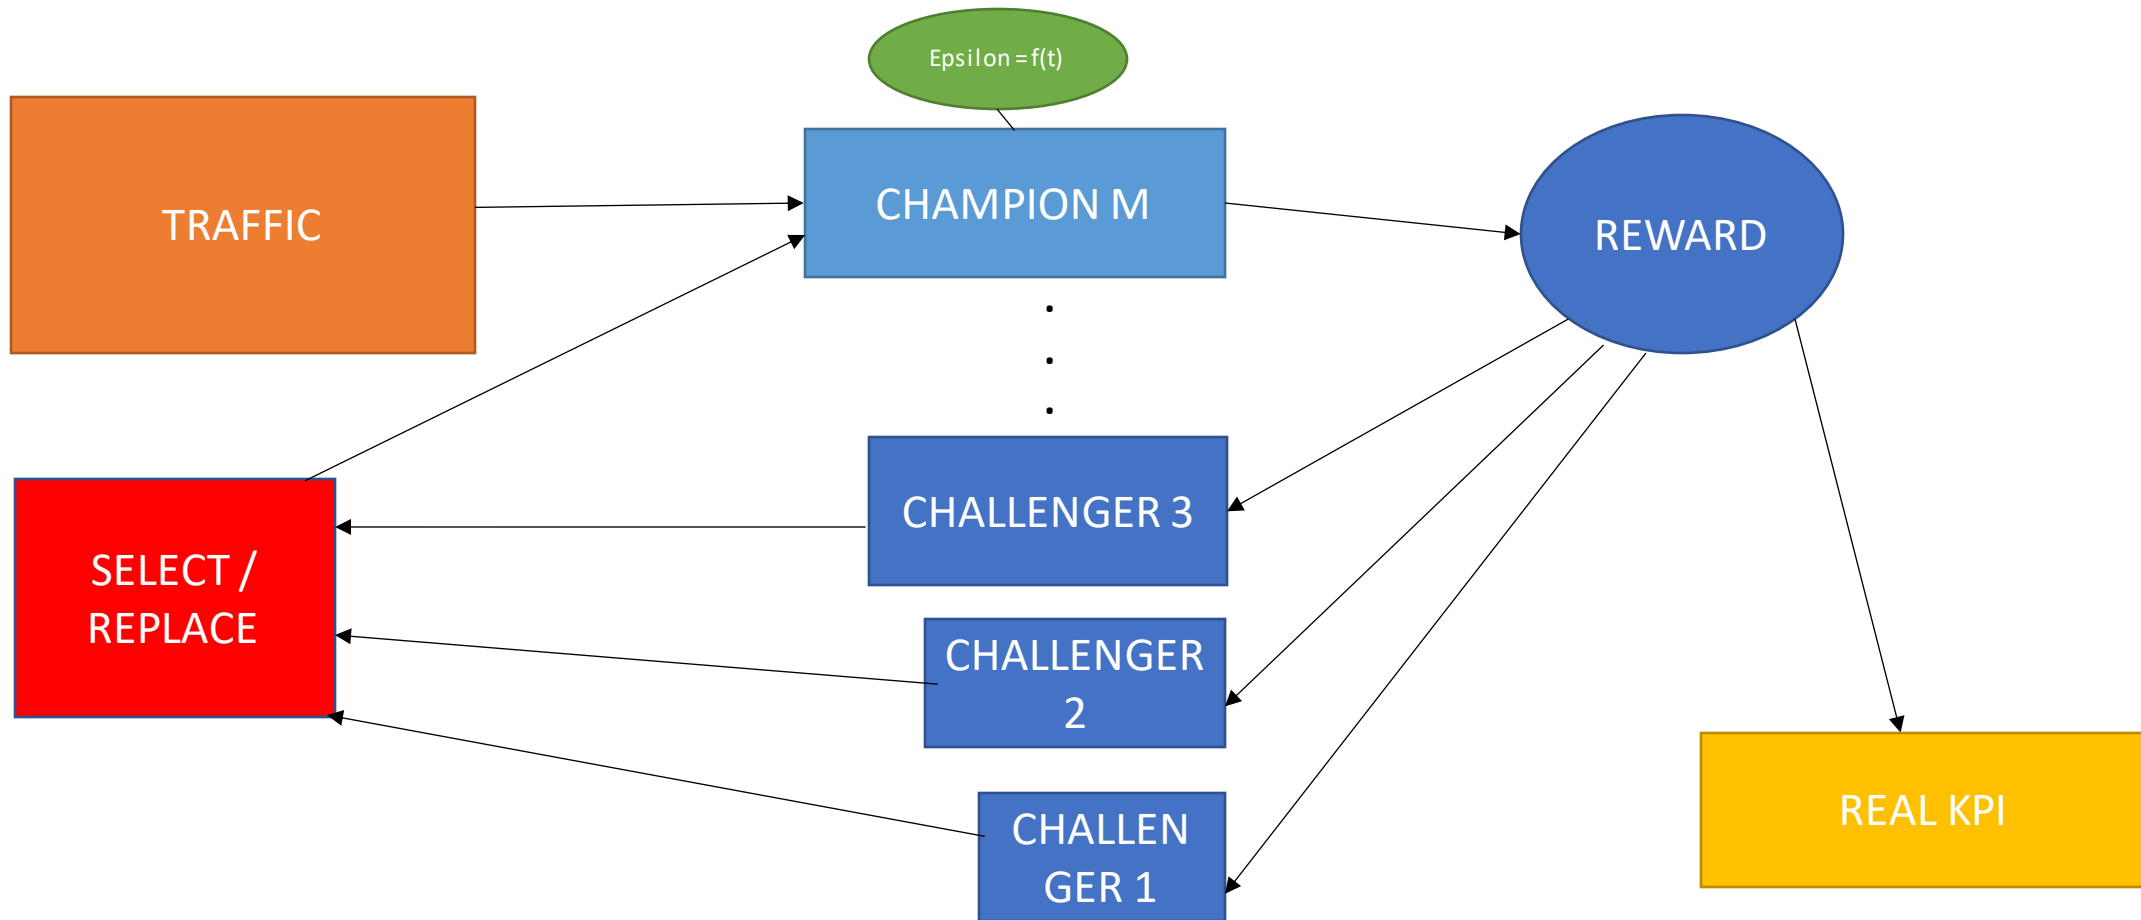 Epsilon = f(t)
TRAFFIC
CHAMPION M
REWARD
.
.
.
CHALLENGER 3
SELECT /
REPLACE
CHALLENGER
2
CHALLEN
GER 1
REAL KPI